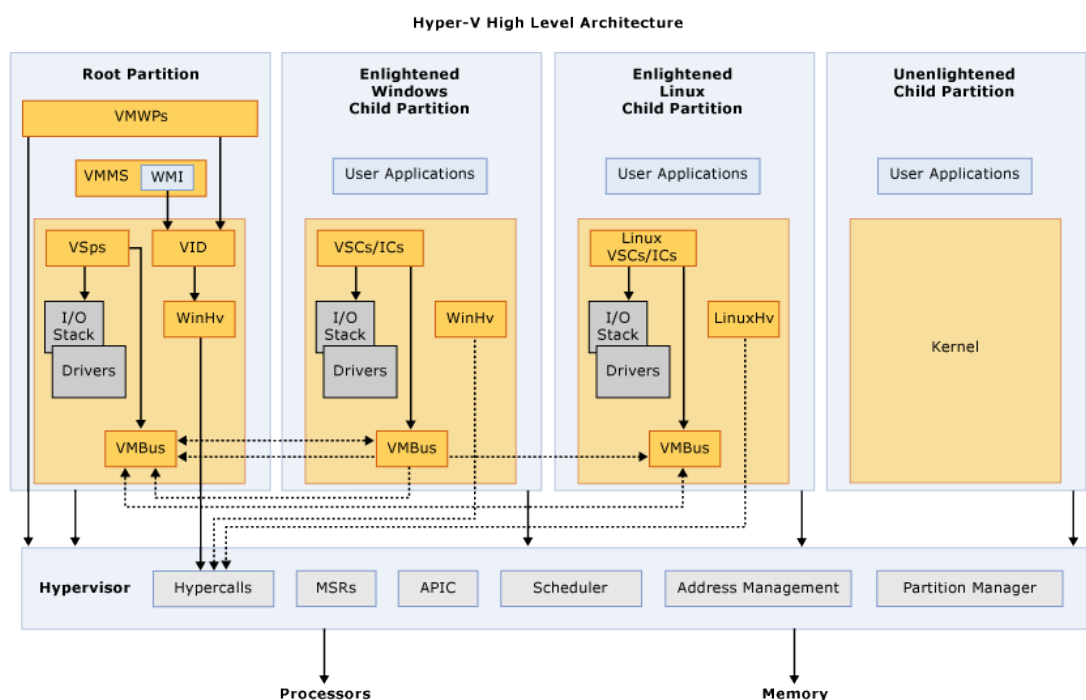 Hyper-V High Level Architecture
Root Partition
VMWPs
VMMS
WMI
VSps
VID
I/O
Stack
WinHv
Drivers
VMBus
Enlightened
Windows
Child Partition
User Applications
VSCs/ICs
I/O
Stack
WinHv
Drivers
VMBus
Enlightened
Linux
Child Partition
User Applications
Linux
VSCs/ICs
I/O
Stack
LinuxHv
Drivers
VMBus
Unenlightened
Child Partition
User Applications
Kernel
Hypervisor
Hypercalls
MSRs
APIC
Scheduler
Address Management
Partition Manager
Processors
Memory